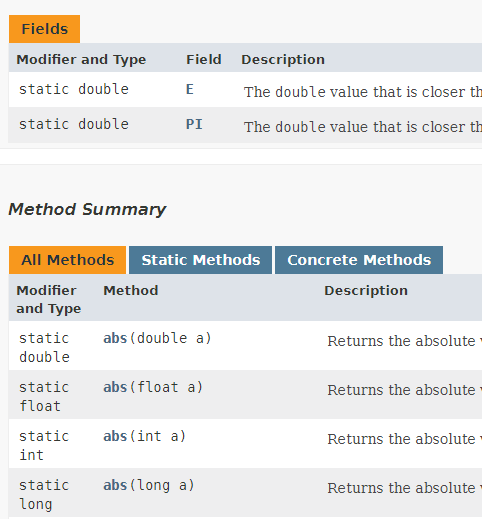 Fields
Modifier and Type Field Description
static double E The double value that is closer
static double PI The double value that is closer
Method Summary
All Methods Static Methods Concrete Methods
Modifier and Type Method Description
static double abs(double a) Returns the absolute
static float abs(float a) Returns the absolute
static int abs(int a) Returns the absolute
static long abs(long a) Returns the absolute